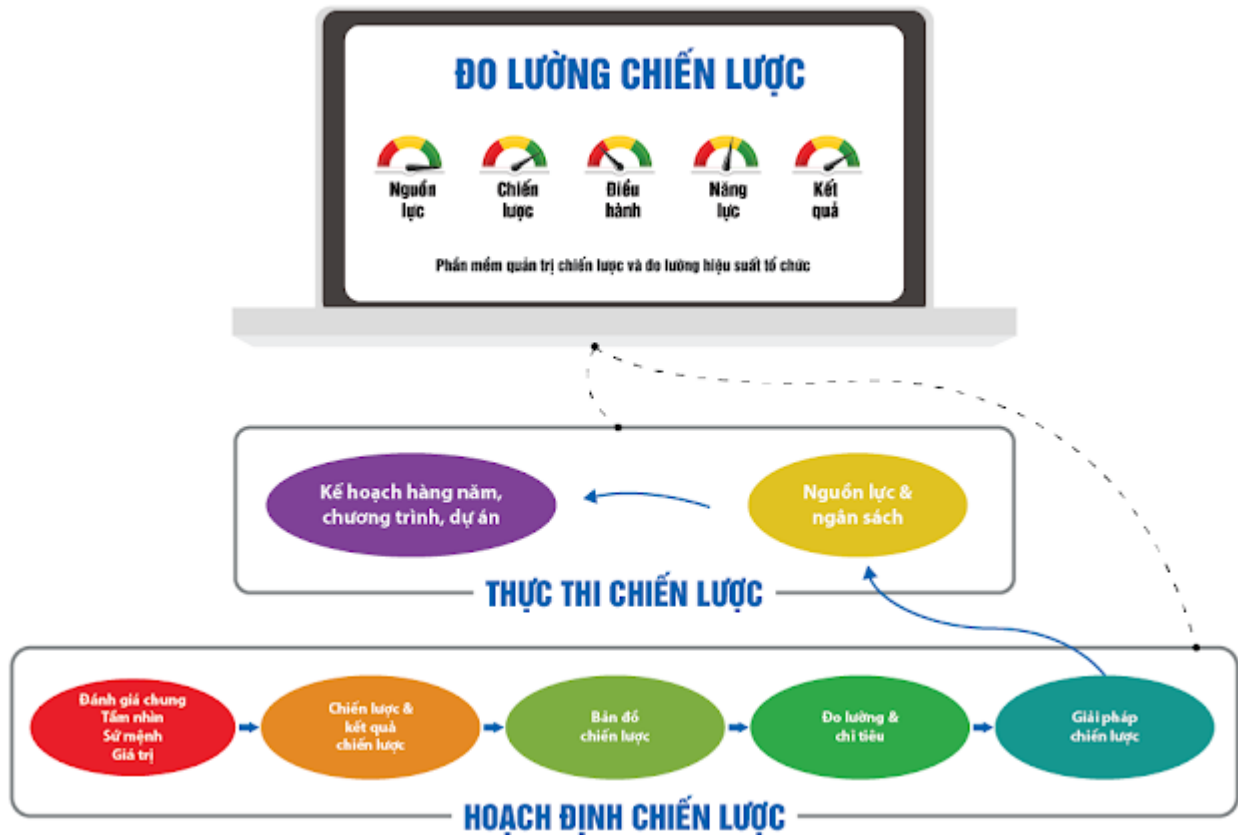 ĐO LƯỜNG CHIẾN LƯỢC
Nguồn
lực
Chiến
lược
Điều
hành
Năng
lực
Kết
quả
Phần mềm quản trị chiến lược và đo lường hiệu suất tổ chức
Kế hoạch hàng năm,
chương trình, dự án
Nguồn lực &
ngân sách
THỰC THI CHIẾN LƯỢC
Đánh giá chung
Tầm nhìn
Sứ mệnh
Giá trị
Chiến lược &
kết quả
chiến lược
Bản đồ
chiến lược
Đo lường &
chỉ tiêu
Giải pháp
chiến lược
HOẠCH ĐỊNH CHIẾN LƯỢC